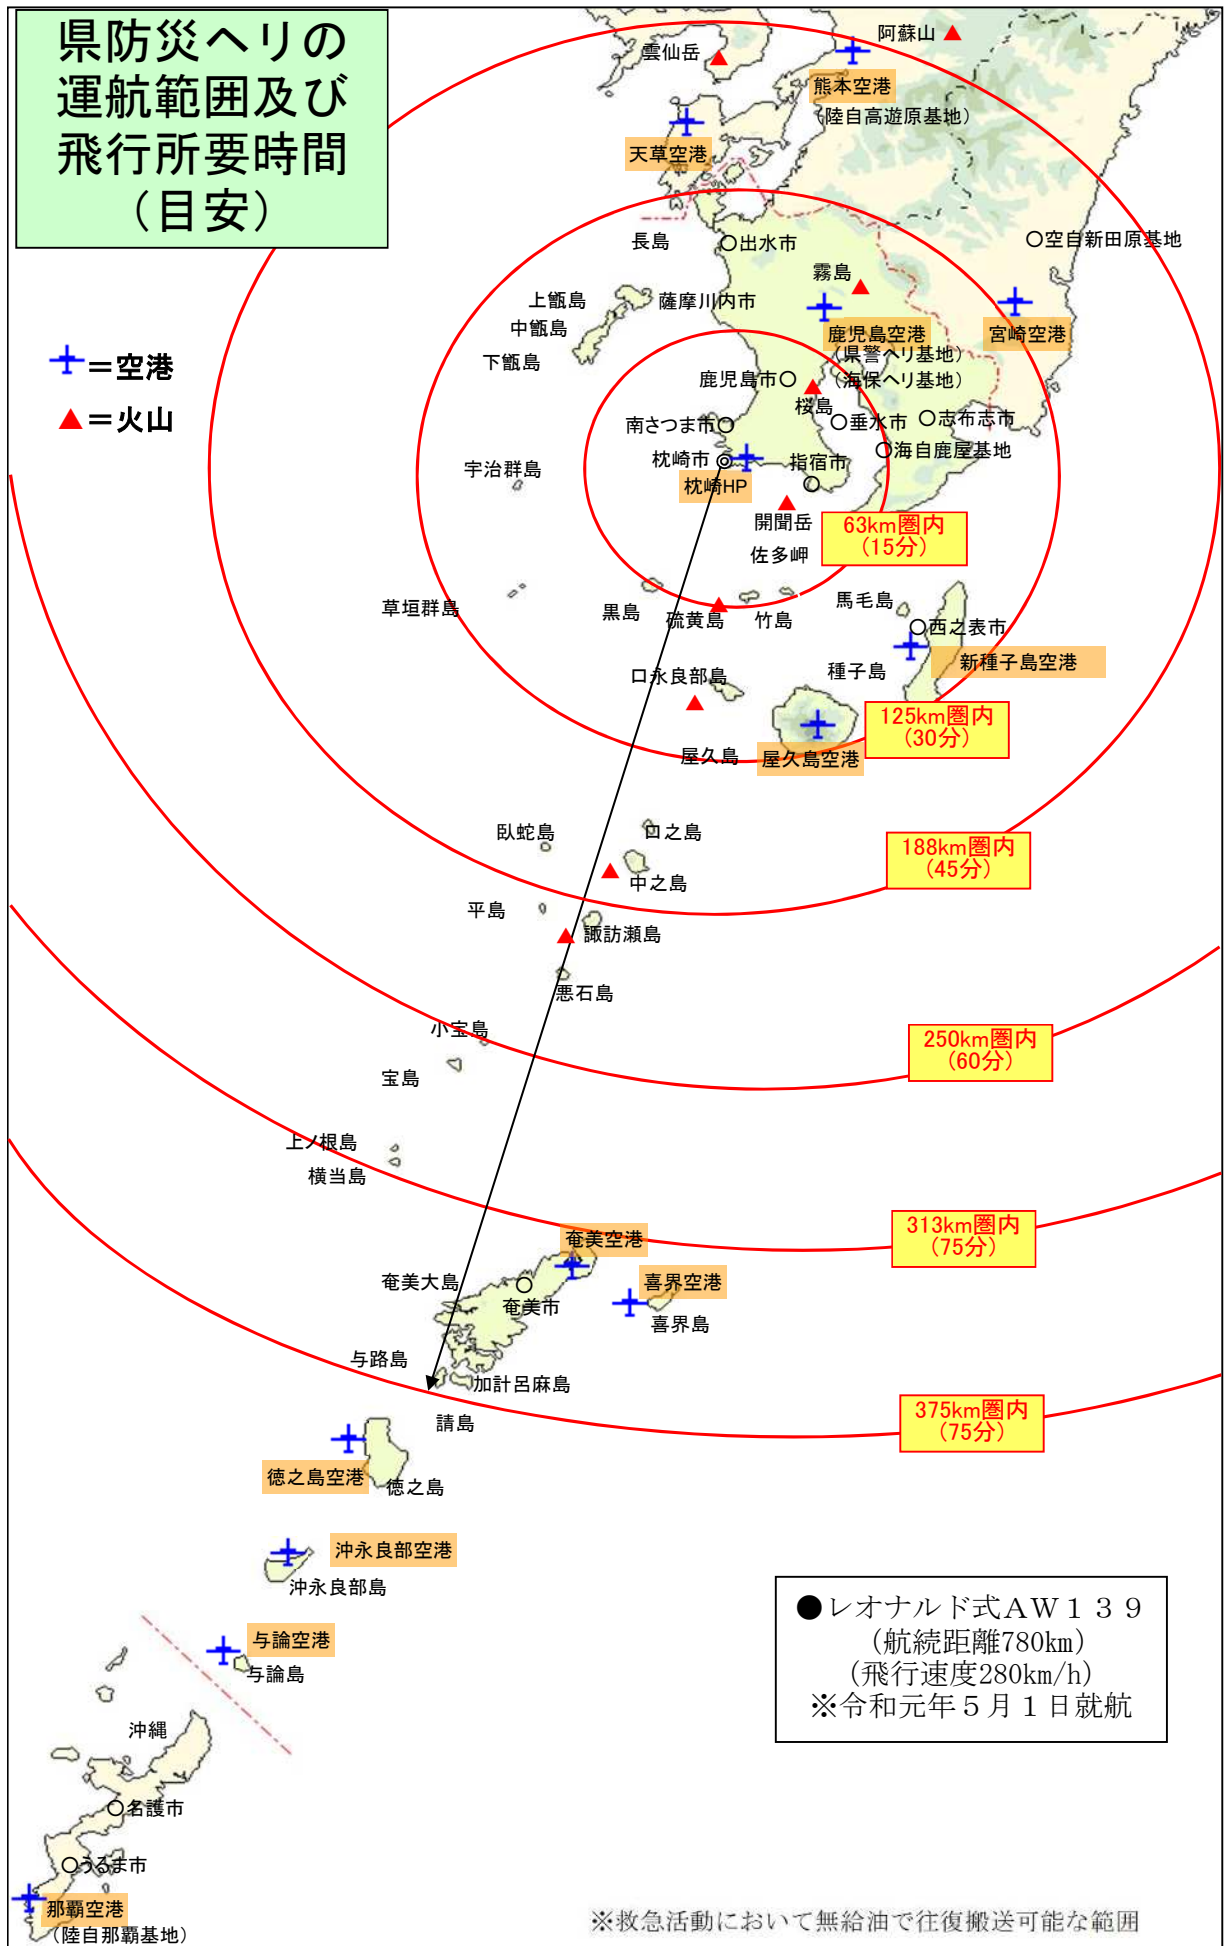 県防災ヘリの
運航範囲及び
飛行所要時間
（目安）
阿蘇山
雲仙岳
熊本空港
（陸自高遊原基地）
天草空港
長島
出水市
空自新田原基地
霧島
上甑島
薩摩川内市
中甑島
下甑島
鹿児島空港
宮崎空港
（県警ヘリ基地）
＝空港
鹿児島市
（海保ヘリ基地）
桜島
＝火山
南さつま市
垂水市
志布志市
海自鹿屋基地
枕崎市
指宿市
宇治群島
枕崎HP
開聞岳
63km圏内
（15分）
佐多岬
草垣群島
黒島
硫黄島
竹島
馬毛島
西之表市
新種子島空港
種子島
口永良部島
125km圏内
（30分）
屋久島
屋久島空港
臥蛇島
口之島
188km圏内
（45分）
中之島
平島
諏訪瀬島
悪石島
小宝島
250km圏内
（60分）
宝島
上ノ根島
横当島
313km圏内
（75分）
奄美空港
奄美大島
喜界空港
奄美市
喜界島
与路島
加計呂麻島
請島
375km圏内
（75分）
徳之島空港
徳之島
沖永良部空港
沖永良部島
●レオナルド式ＡＷ１３９
（航続距離780km）
（飛行速度280km/h）
※令和元年５月１日就航
与論空港
与論島
沖縄
名護市
うるま市
那覇空港
（陸自那覇基地）
※救急活動において無給油で往復搬送可能な範囲